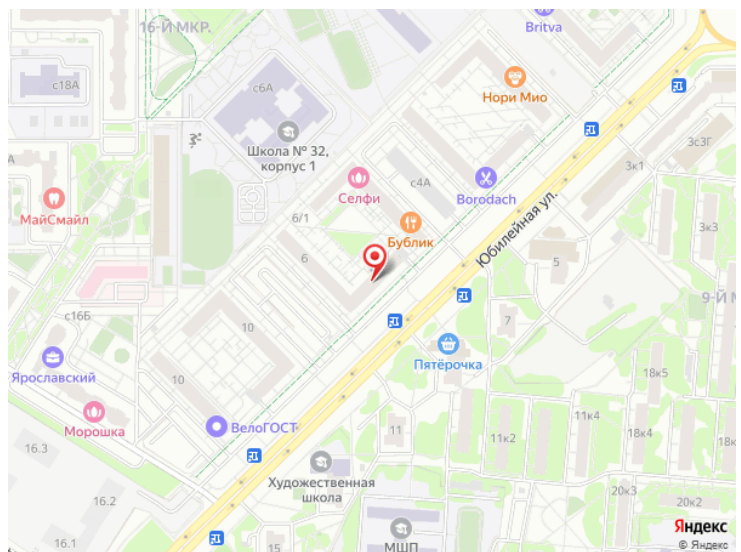 16-Й МКР.
Britva
с18А
с6А
Нори Мио
Школа № 32,
корпус 1
3с3Г
3к1
с4А
Селфи
Borodach
МайСмайл
6/1
Бублик
Юбилейная ул.
3к3
6
5
9-Й М
с16Б
10
7
Ярославский
Пятёрочка
18к5
10
Морошка
ВелоГОСТ
11
11к4
11к2
18к4
18к
16.3
Художественная
школа
20к3
16.2
20к2
Яндекс
16.1
15
МШП
© Яндекс